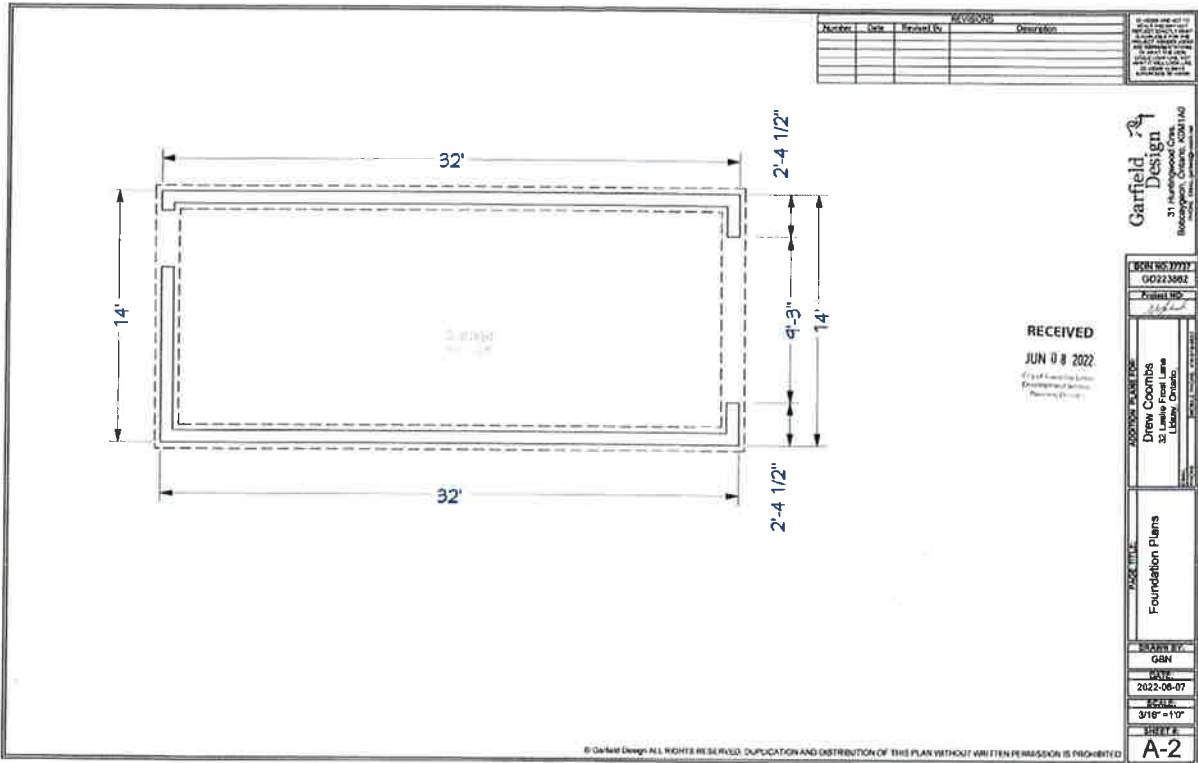 REVISIONS
Number Date Revised By Description
32'
2'-4 1/2"
14'
9'-3"
14'
2'-4 1/2"
32'
RECEIVED
JUN 08 2022
Garfield
Design
31 Huntingwood Cres.
Bobcaygeon, Ontario, K0M1A0
BCIN NO:
GD223862
Project NO:
ADDITION PLANS FOR:
Drew Coombs
32 Leslie Frost Lane
Lidsay, Ontario,
PAGE TITLE:
Foundation Plans
DRAWN BY:
GBN
DATE:
2022-06-07
SCALE:
3/16" = 1'0"
SHEET #:
A-2
© Garfield Design ALL RIGHTS RESERVED. DUPLICATION AND DISTRIBUTION OF THIS PLAN WITHOUT WRITTEN PERMISSION IS PROHIBITED